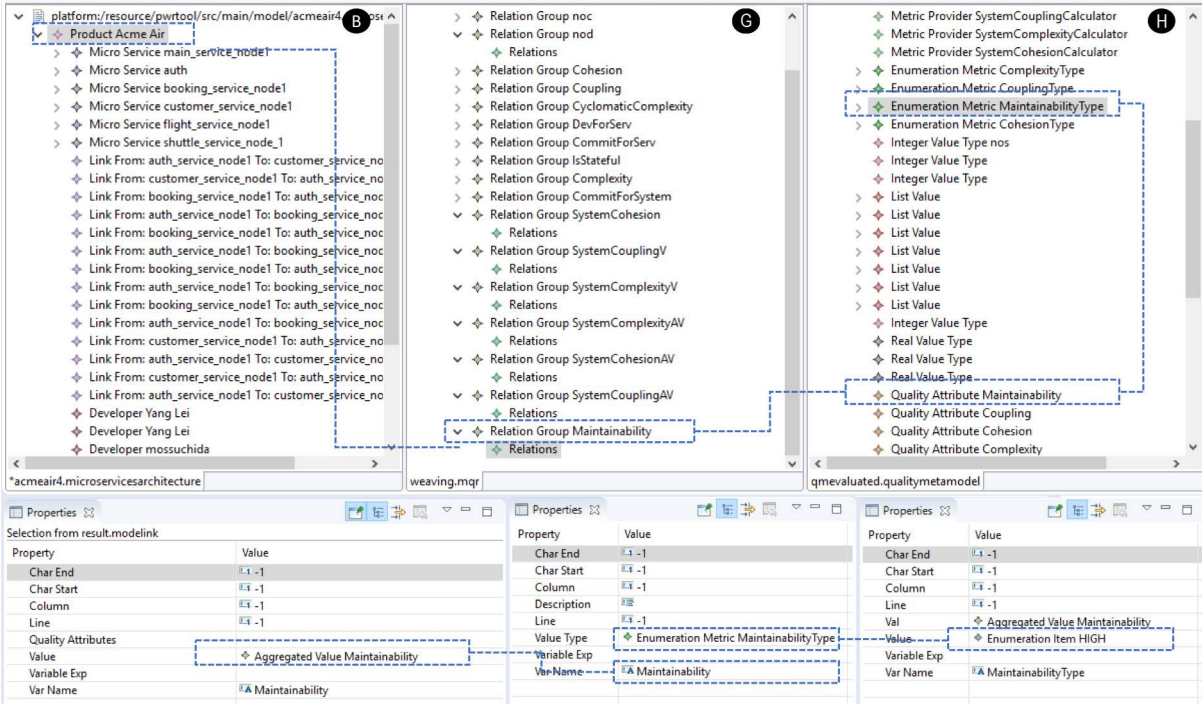 platform:/resource/pwrtool/src/main/model/acmeair4.
B
Product Acme Air
Micro Service main_service_node1
Micro Service auth
Micro Service booking_service_node1
Micro Service customer_service_node1
Micro Service flight_service_node1
Micro Service shuttle_service_node_1
Link From: auth_service_node1 To: customer_service_no
Link From: customer_service_node1 To: auth_service_no
Link From: booking_service_node1 To: auth_service_noc
Link From: auth_service_node1 To: booking_service_noc
Link From: booking_service_node1 To: auth_service_noc
Link From: auth_service_node1 To: booking_service_noc
Link From: booking_service_node1 To: auth_service_noc
Link From: auth_service_node1 To: booking_service_noc
Link From: booking_service_node1 To: auth_service_noc
Link From: auth_service_node1 To: booking_service_noc
Link From: customer_service_node1 To: auth_service_no
Link From: auth_service_node1 To: customer_service_no
Link From: customer_service_node1 To: auth_service_no
Developer Yang Lei
Developer Yang Lei
Developer mossuchida
*acmeair4.microservicesarchitecture
G
Relation Group noc
Relation Group nod
Relations
Relation Group Cohesion
Relation Group Coupling
Relation Group CyclomaticComplexity
Relation Group DevForServ
Relation Group CommitForServ
Relation Group IsStateful
Relation Group Complexity
Relation Group CommitForSystem
Relation Group SystemCohesion
Relations
Relation Group SystemCouplingV
Relations
Relation Group SystemComplexityV
Relations
Relation Group SystemComplexityAV
Relations
Relation Group SystemCohesionAV
Relations
Relation Group SystemCouplingAV
Relations
Relation Group Maintainability
Relations
weaving.mqr
H
Metric Provider SystemCouplingCalculator
Metric Provider SystemComplexityCalculator
Metric Provider SystemCohesionCalculator
Enumeration Metric ComplexityType
Enumeration Metric CouplingType
Enumeration Metric MaintainabilityType
Enumeration Metric CohesionType
Integer Value Type nos
Integer Value Type
Integer Value Type
List Value
List Value
List Value
List Value
List Value
List Value
List Value
Integer Value Type
Real Value Type
Real Value Type
Real Value Type
Quality Attribute Maintainability
Quality Attribute Coupling
Quality Attribute Cohesion
Quality Attribute Complexity
qmevaluated.qualitymetamodel
Properties
Selection from result.modelink
Property Value
Char End -1
Char Start -1
Column -1
Line -1
Quality Attributes
Value Aggregated Value Maintainability
Variable Exp
Var Name Maintainability
Properties
Property Value
Char End -1
Char Start -1
Column -1
Description
Line -1
Value Type Enumeration Metric MaintainabilityType
Variable Exp
Var Name Maintainability
Properties
Property Value
Char End -1
Char Start -1
Column -1
Line -1
Val Aggregated Value Maintainability
Value Enumeration Item HIGH
Variable Exp
Var Name MaintainabilityType